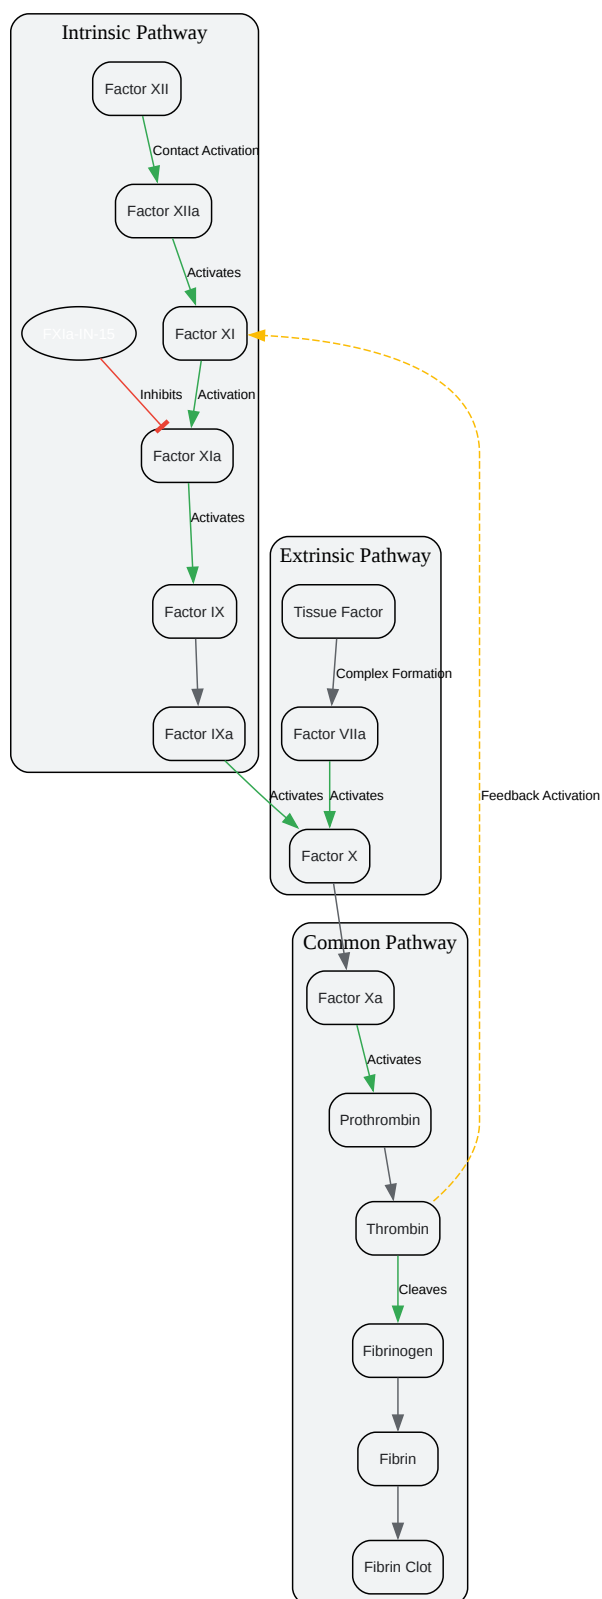 Intrinsic Pathway
Factor XII
Contact Activation
Factor XIIa
Activates
FXIa-IN-15
Factor XI
Inhibits
Activation
Factor XIa
Activates
Factor IX
Factor IXa
Extrinsic Pathway
Tissue Factor
Complex Formation
Factor VIIa
Activates
Activates
Feedback Activation
Factor X
Common Pathway
Factor Xa
Activates
Prothrombin
Thrombin
Cleaves
Fibrinogen
Fibrin
Fibrin Clot